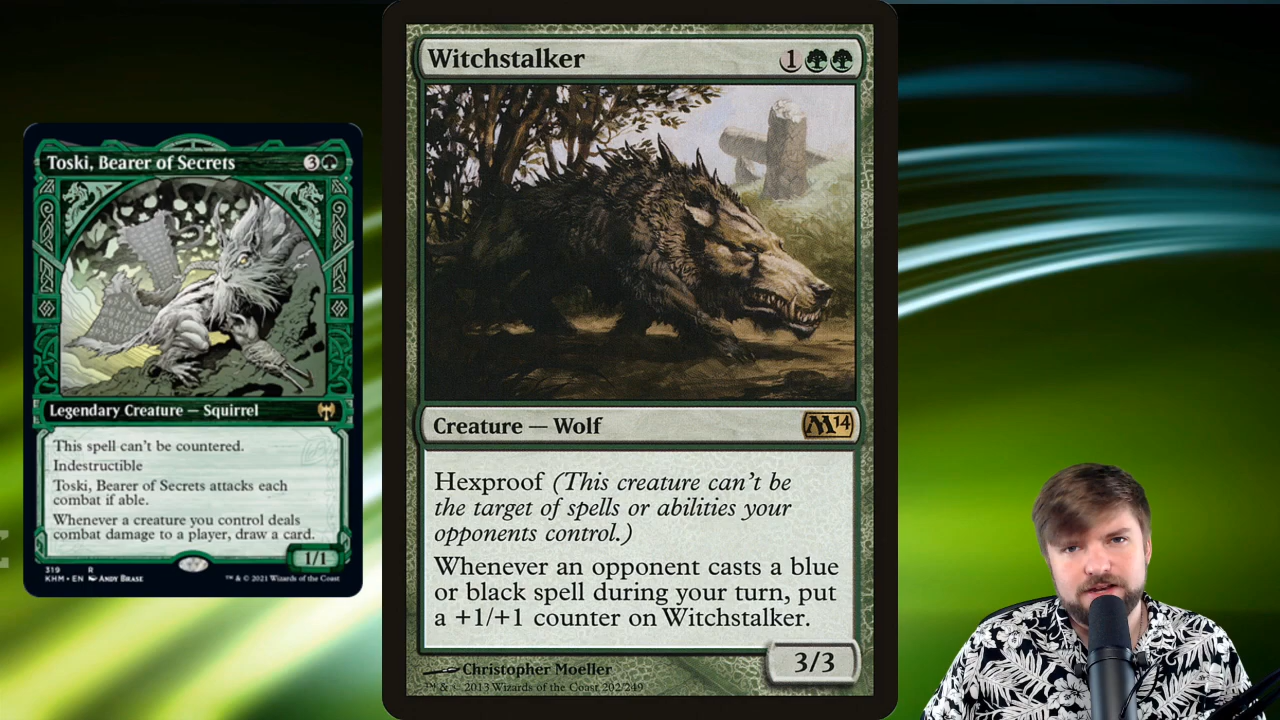 Toski, Bearer of Secrets 3
Legendary Creature — Squirrel
This spell can't be countered.
Indestructible
Toski, Bearer of Secrets attacks each
combat if able.
Whenever a creature you control deals
combat damage to a player, draw a card.
1/1
319 R
KHM • EN ANDY BRASE
™ & © 2021 Wizards of the Coast
Witchstalker 1
Creature — Wolf
M14
Hexproof (This creature can't be
the target of spells or abilities your
opponents control.)
Whenever an opponent casts a blue
or black spell during your turn, put
a +1/+1 counter on Witchstalker.
3/3
Christopher Moeller
™ & © 2013 Wizards of the Coast 202/249